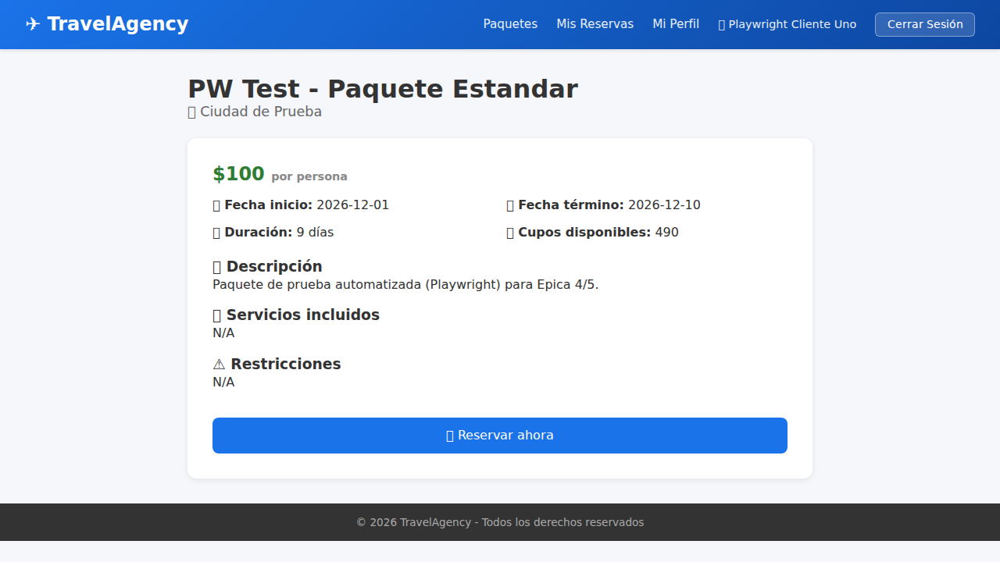 ✈ TravelAgency
Paquetes Mis Reservas Mi Perfil Playwright Cliente Uno Cerrar Sesión
PW Test - Paquete Estandar
Ciudad de Prueba
$100 por persona
Fecha inicio: 2026-12-01 Fecha término: 2026-12-10
Duración: 9 días Cupos disponibles: 490
Descripción
Paquete de prueba automatizada (Playwright) para Epica 4/5.
Servicios incluidos
N/A
⚠ Restricciones
N/A
Reservar ahora
© 2026 TravelAgency - Todos los derechos reservados